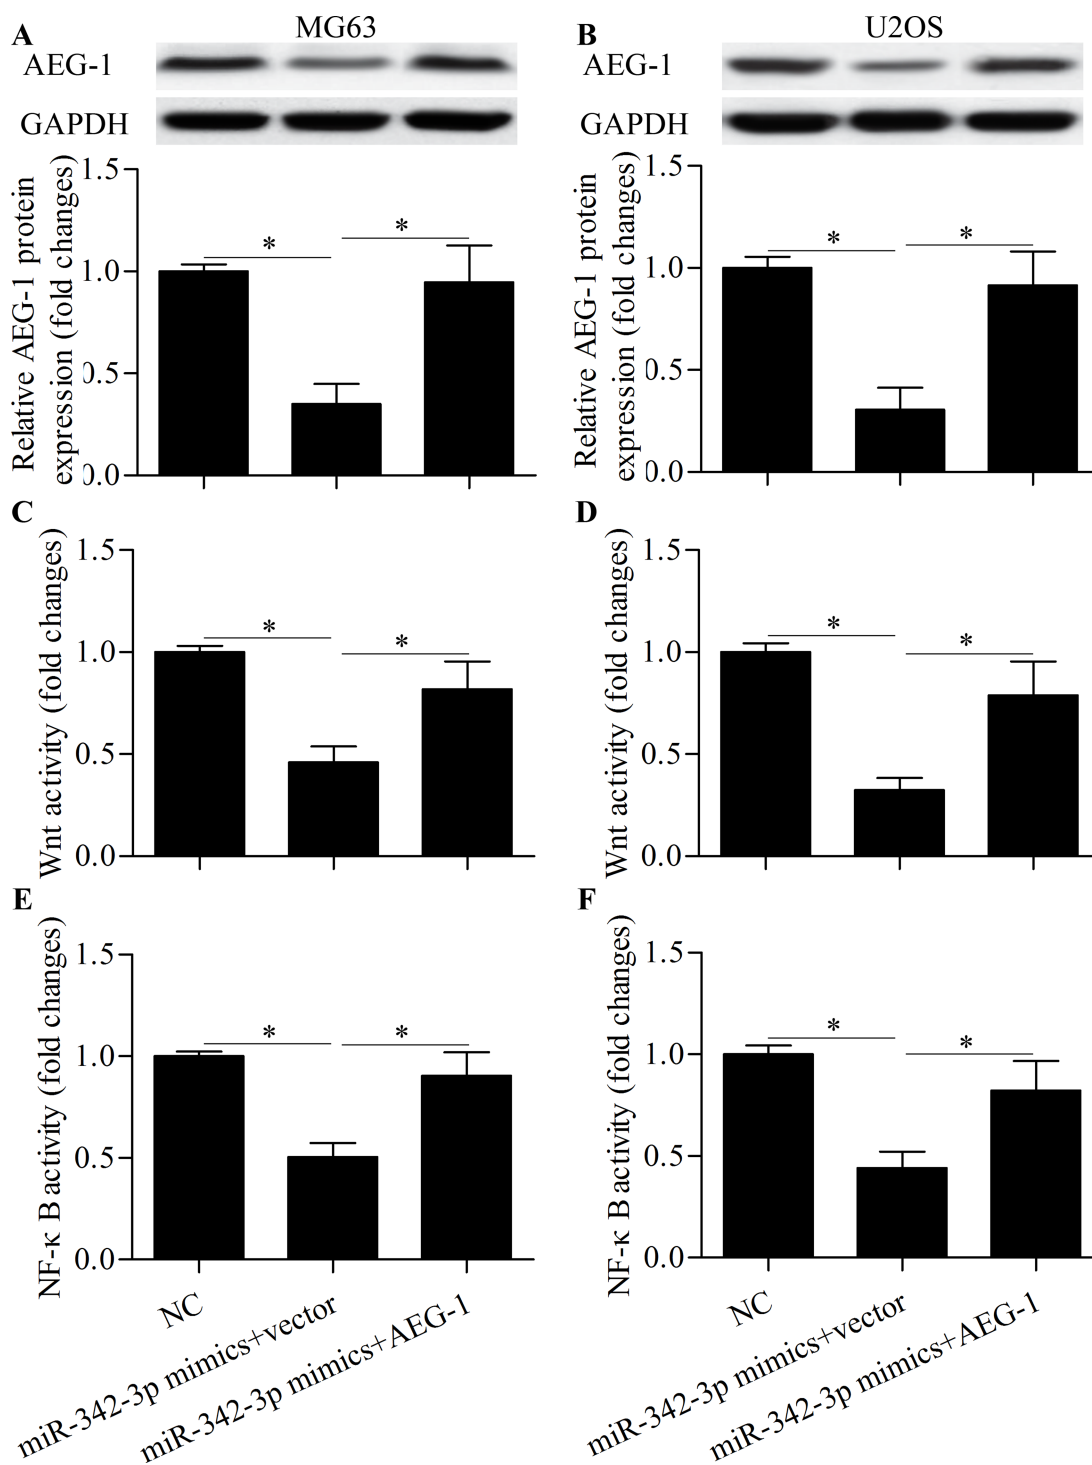 A
MG63
AEG-1
GAPDH
Relative AEG-1 protein
expression (fold changes)
1.5
1.0
0.5
0.0
*
*
B
U2OS
AEG-1
GAPDH
Relative AEG-1 protein
expression (fold changes)
1.5
1.0
0.5
0.0
*
*
C
Wnt activity (fold changes)
1.5
1.0
0.5
0.0
*
*
D
Wnt activity (fold changes)
1.5
1.0
0.5
0.0
*
*
E
NF-κ B activity (fold changes)
1.5
1.0
0.5
0.0
*
*
NC
miR-342-3p mimics+vector
miR-342-3p mimics+AEG-1
F
NF-κ B activity (fold changes)
1.5
1.0
0.5
0.0
*
*
NC
miR-342-3p mimics+vector
miR-342-3p mimics+AEG-1